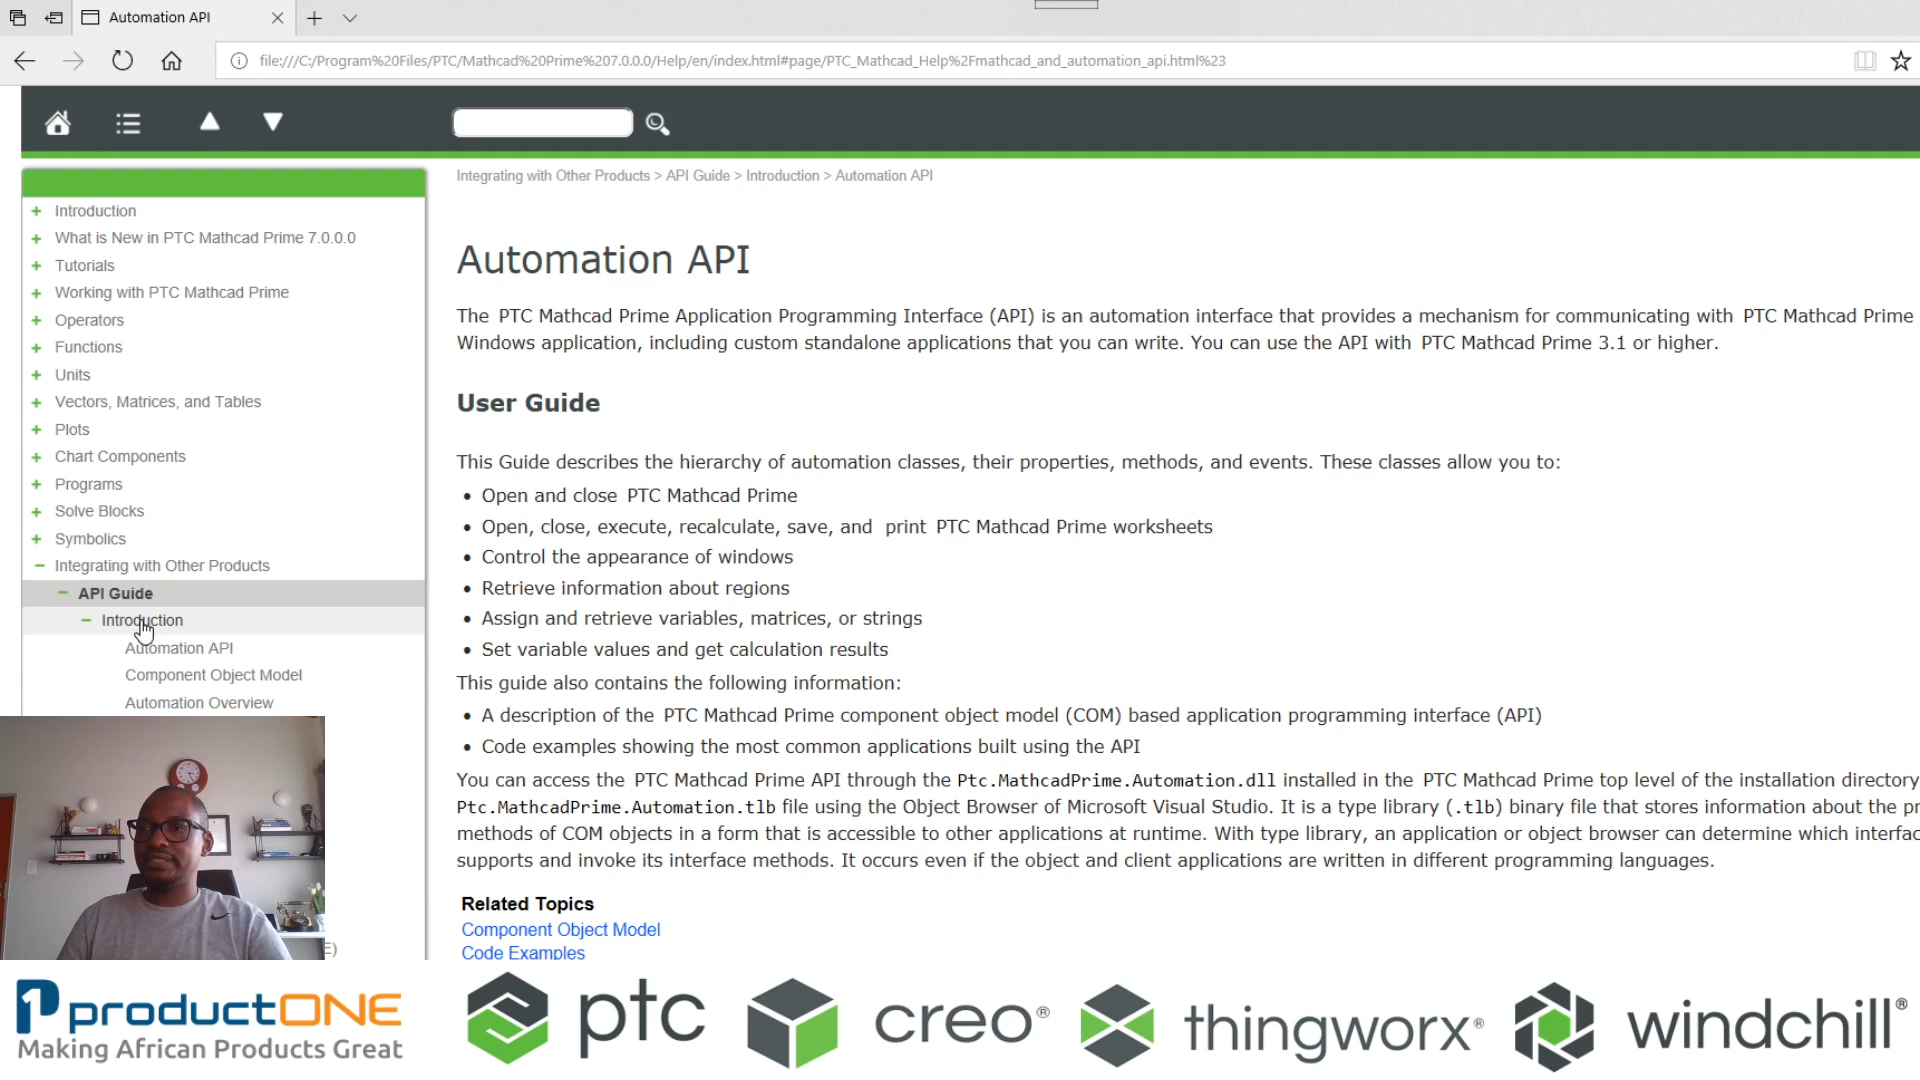 Automation API
file:///C:/Program%20Files/PTC/Mathcad%20Prime%207.0.0.0/Help/en/index.html#page/PTC_Mathcad_Help%2Fmathcad_and_automation_api.html%23
Integrating with Other Products > API Guide > Introduction > Automation API
Introduction
What is New in PTC Mathcad Prime 7.0.0.0
Tutorials
Working with PTC Mathcad Prime
Operators
Functions
Units
Vectors, Matrices, and Tables
Plots
Chart Components
Programs
Solve Blocks
Symbolics
Integrating with Other Products
API Guide
Introduction
Automation API
Component Object Model
Automation Overview
E)
Automation API
The PTC Mathcad Prime Application Programming Interface (API) is an automation interface that provides a mechanism for communicating with PTC Mathcad Prime
Windows application, including custom standalone applications that you can write. You can use the API with PTC Mathcad Prime 3.1 or higher.
User Guide
This Guide describes the hierarchy of automation classes, their properties, methods, and events. These classes allow you to:
• Open and close PTC Mathcad Prime
• Open, close, execute, recalculate, save, and print PTC Mathcad Prime worksheets
• Control the appearance of windows
• Retrieve information about regions
• Assign and retrieve variables, matrices, or strings
• Set variable values and get calculation results
This guide also contains the following information:
• A description of the PTC Mathcad Prime component object model (COM) based application programming interface (API)
• Code examples showing the most common applications built using the API
You can access the PTC Mathcad Prime API through the Ptc.MathcadPrime.Automation.dll installed in the PTC Mathcad Prime top level of the installation directory
Ptc.MathcadPrime.Automation.tlb file using the Object Browser of Microsoft Visual Studio. It is a type library (.tlb) binary file that stores information about the pr
methods of COM objects in a form that is accessible to other applications at runtime. With type library, an application or object browser can determine which interfac
supports and invoke its interface methods. It occurs even if the object and client applications are written in different programming languages.
Related Topics
Component Object Model
Code Examples
productONE
Making African Products Great
ptc
creo®
thingworx®
windchill®